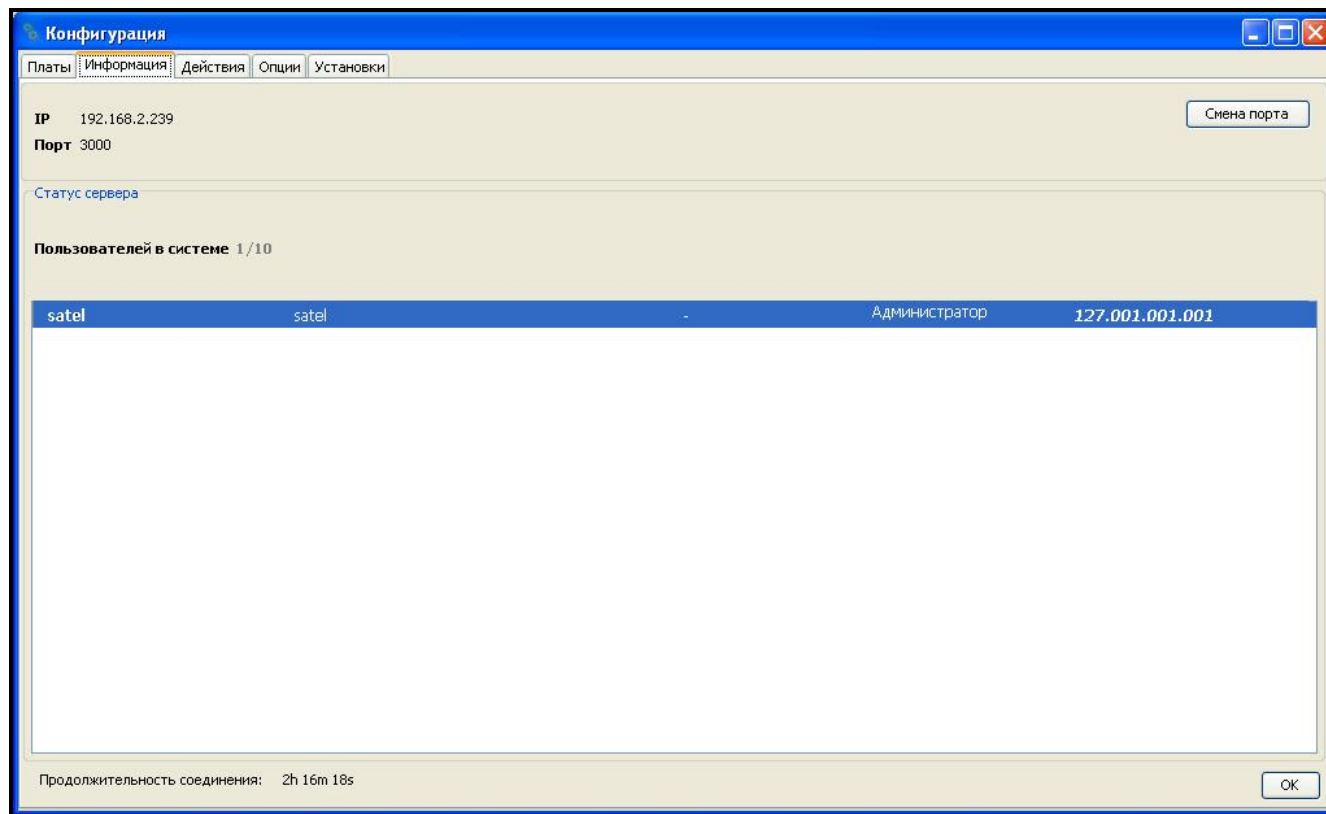 Конфигурация
Платы Информация Действия Опции Установки
IP 192.168.2.239 Смена порта
Порт 3000
Статус сервера
Пользователей в системе 1/10
satel satel - Администратор 127.001.001.001
Продолжительность соединения: 2h 16m 18s OK